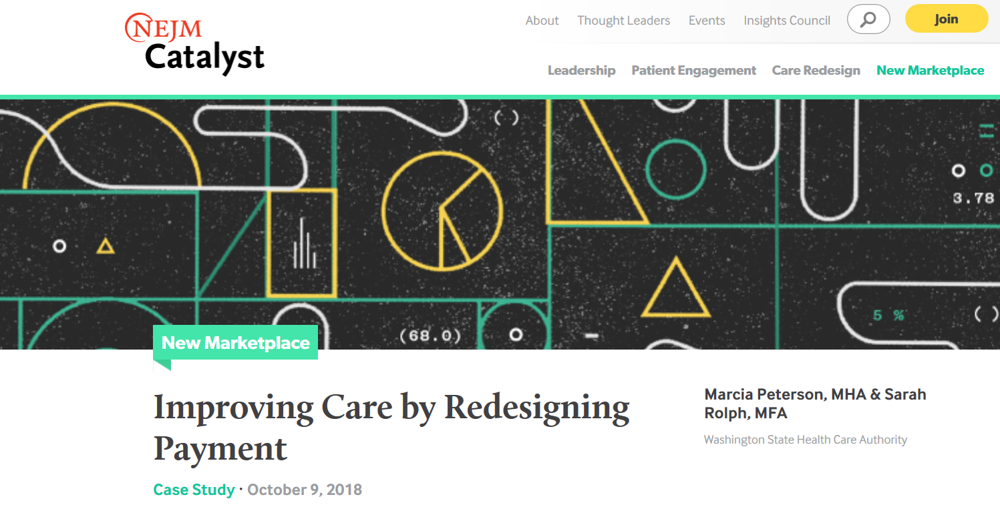 NEJM
Catalyst
About Thought Leaders Events Insights Council Join
Leadership Patient Engagement Care Redesign New Marketplace
( )
3.78
5 % ( )
(68.0)
New Marketplace
Improving Care by Redesigning
Payment
Case Study · October 9, 2018
Marcia Peterson, MHA & Sarah
Rolph, MFA
Washington State Health Care Authority